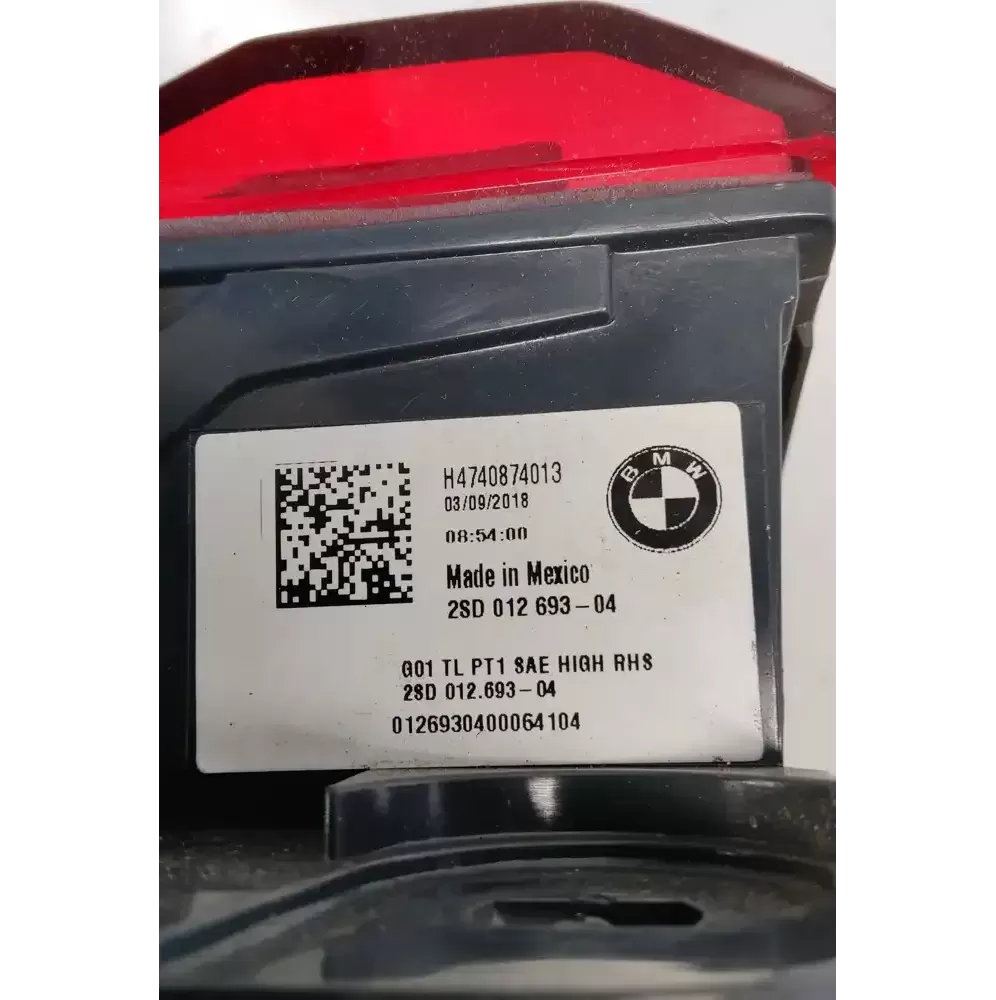 H4740874013
03/09/2018
08:54:00
BMW
Made in Mexico
2SD 012 693-04
G01 TL PT1 SAE HIGH RHS
2SD 012.693-04
0126930400064104